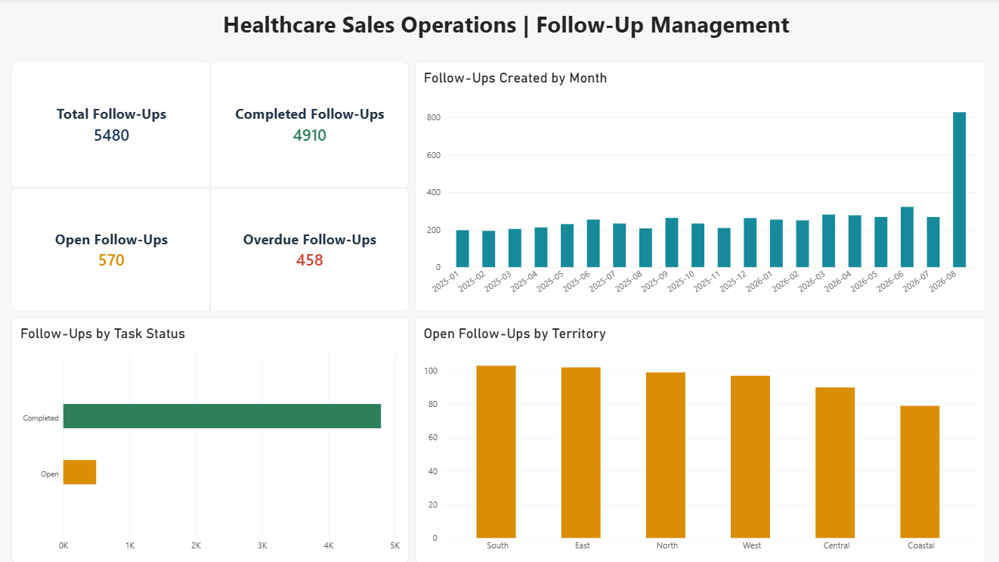 Healthcare Sales Operations | Follow-Up Management
Total Follow-Ups
5480
Completed Follow-Ups
4910
Open Follow-Ups
570
Overdue Follow-Ups
458
Follow-Ups Created by Month
800
600
400
200
0
2025-01
2025-02
2025-03
2025-04
2025-05
2025-06
2025-07
2025-08
2025-09
2025-10
2025-11
2025-12
2026-01
2026-02
2026-03
2026-04
2026-05
2026-06
2026-07
2026-08
Follow-Ups by Task Status
Completed
Open
0K 1K 2K 3K 4K 5K
Open Follow-Ups by Territory
100
80
60
40
20
0
South East North West Central Coastal